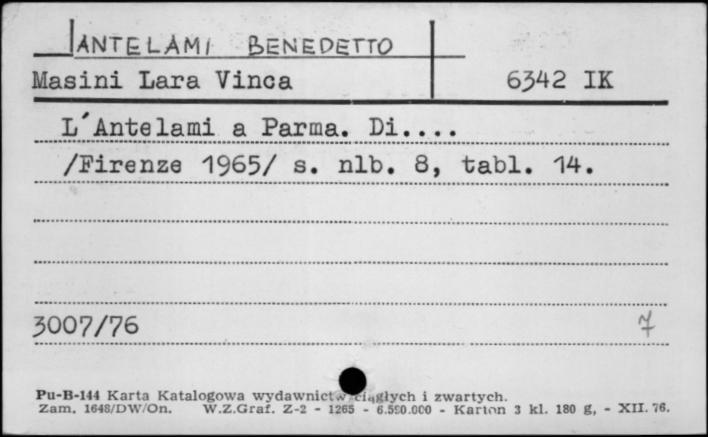 ANTELAMI BENEDETTO
Masini Lara Vinca 6342 IK
L'Antelami a Parma. Di....
/Firenze 1965/ s. nlb. 8, tabl. 14.
3007/76 7
Pu-B-144 Karta Katalogowa wydawnictw ciągłych i zwartych.
Zam. 1648/DW/On. W.Z.Graf. Z-2 - 1265 - 6.590.000 - Karton 3 kl. 180 g, - XII. 76.